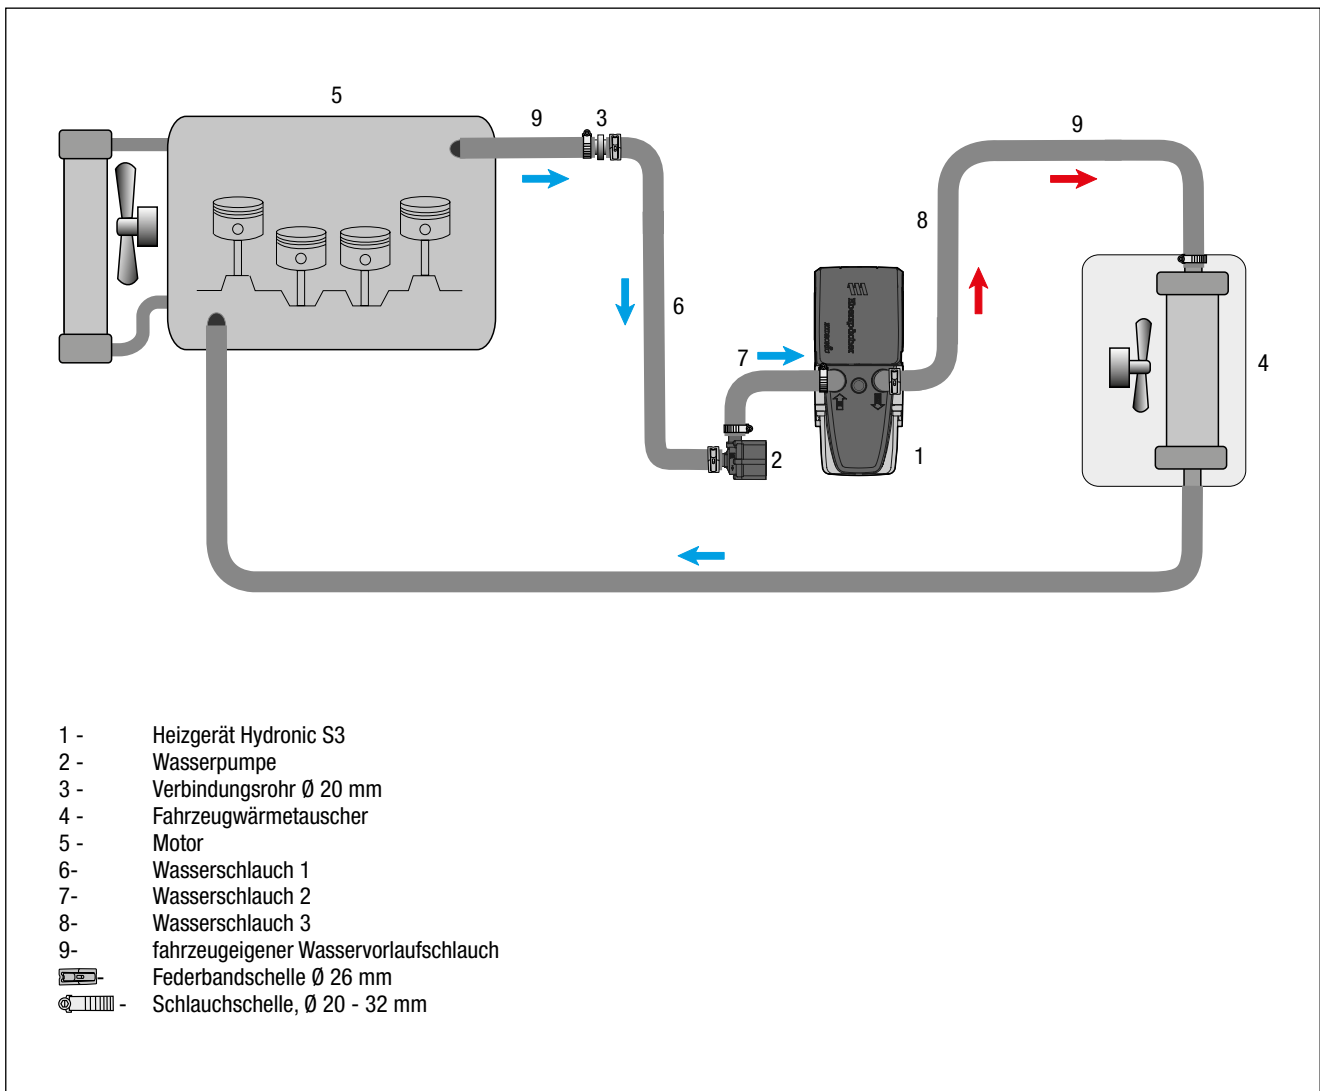 5
9
3
9
8
6
7
4
2
1
Eberspächer
1 - Heizgerät Hydronic S3
2 - Wasserpumpe
3 - Verbindungsrohr Ø 20 mm
4 - Fahrzeugwärmetauscher
5 - Motor
6- Wasserschlauch 1
7- Wasserschlauch 2
8- Wasserschlauch 3
9- fahrzeugeigener Wasservorlaufschlauch
- Federbandschelle Ø 26 mm
- Schlauchschelle, Ø 20 - 32 mm